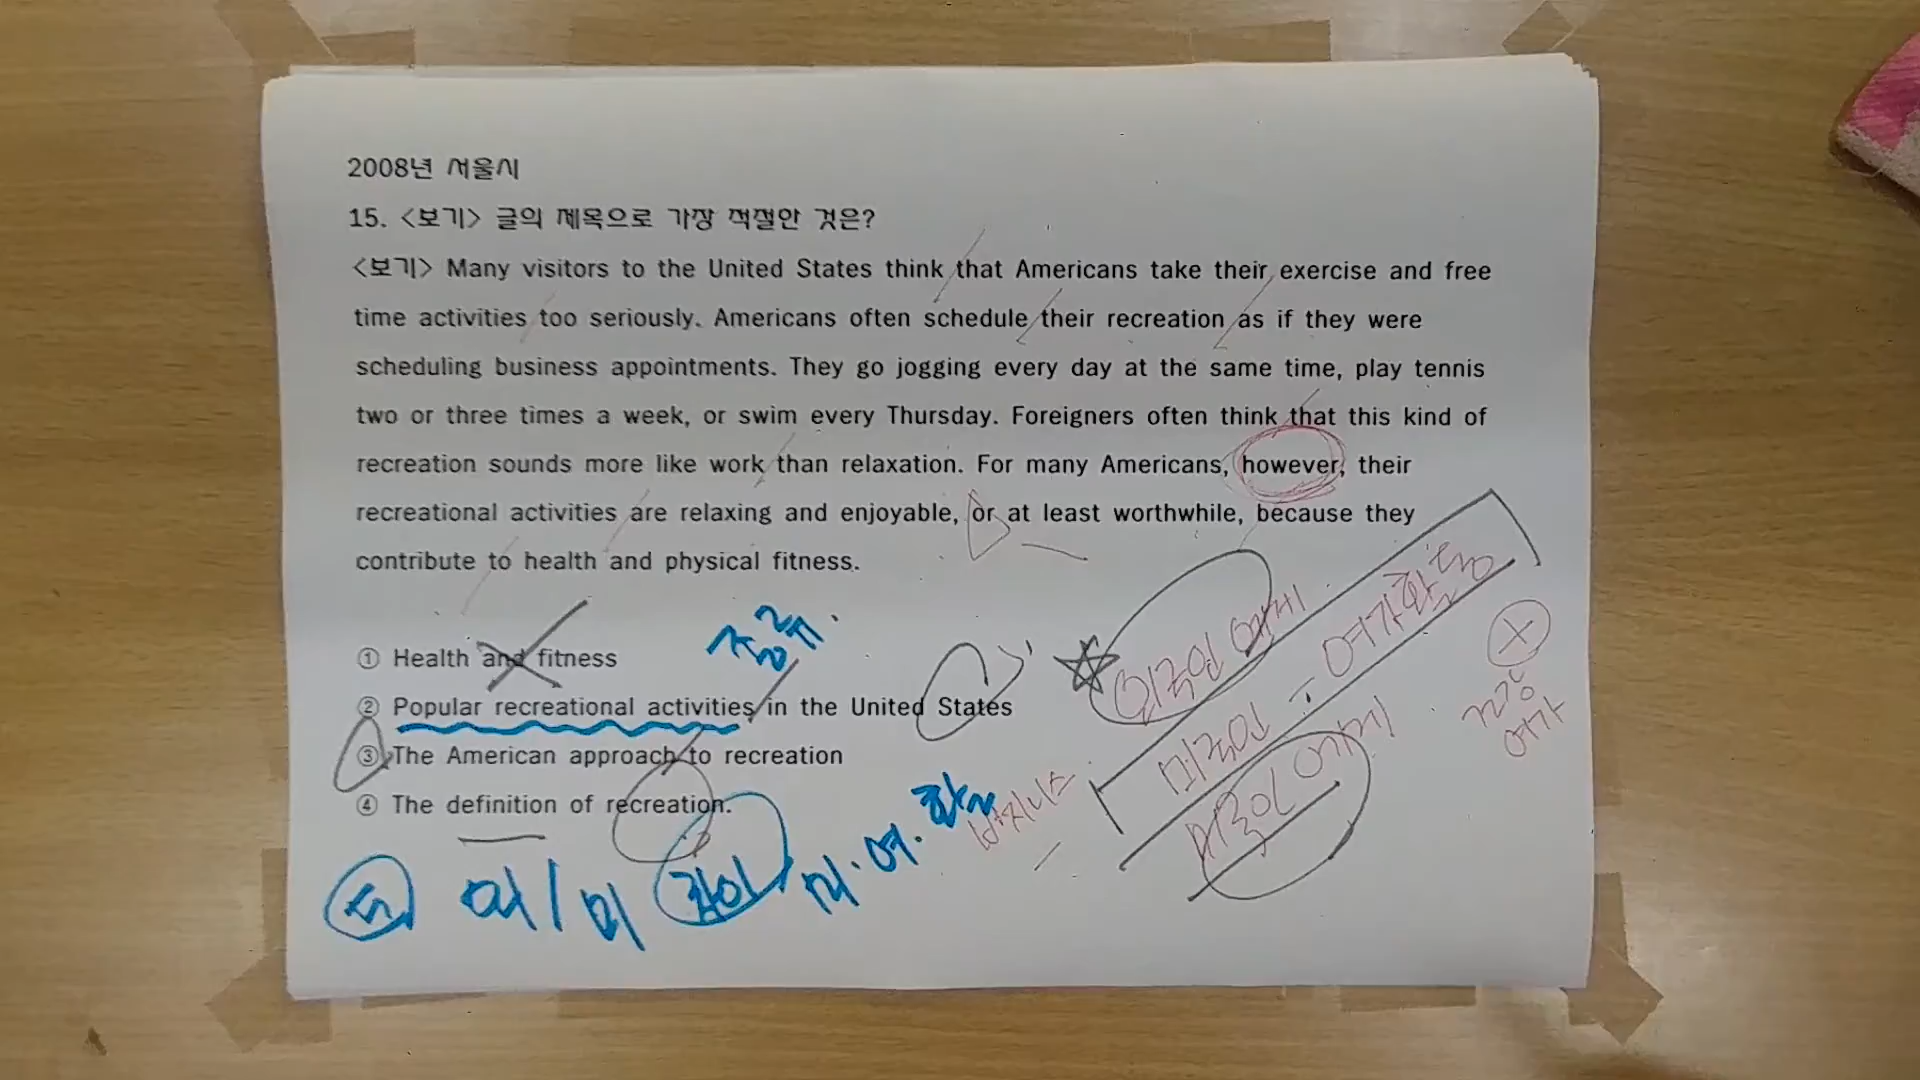 2008년 서울시
15. <보기> 글의 제목으로 가장 적절한 것은?
<보기> Many visitors to the United States think that Americans take their exercise and free
time activities too seriously. Americans often schedule their recreation as if they were
scheduling business appointments. They go jogging every day at the same time, play tennis
two or three times a week, or swim every Thursday. Foreigners often think that this kind of
recreation sounds more like work than relaxation. For many Americans, however, their
recreational activities are relaxing and enjoyable, or at least worthwhile, because they
contribute to health and physical fitness.
① Health and fitness
② Popular recreational activities in the United States
③ The American approach to recreation
④ The definition of recreation.
종류
외국인
미국인 - 여가활동
미국인 여가
비지니스
+
건강
여가
미·여·활